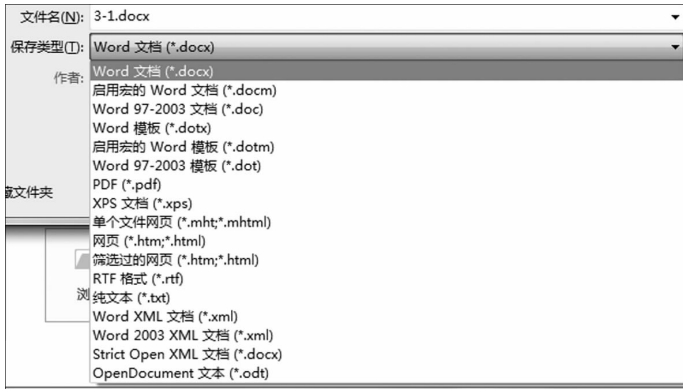 文件名(N): 3-1.docx
保存类型(T): Word 文档 (*.docx)
作者:
Word 文档 (*.docx)
启用宏的 Word 文档 (*.docm)
Word 97-2003 文档 (*.doc)
Word 模板 (*.dotx)
启用宏的 Word 模板 (*.dotm)
Word 97-2003 模板 (*.dot)
PDF (*.pdf)
XPS 文档 (*.xps)
单个文件网页 (*.mht;*.mhtml)
网页 (*.htm;*.html)
筛选过的网页 (*.htm;*.html)
RTF 格式 (*.rtf)
纯文本 (*.txt)
Word XML 文档 (*.xml)
Word 2003 XML 文档 (*.xml)
Strict Open XML 文档 (*.docx)
OpenDocument 文本 (*.odt)
文件夹
浏